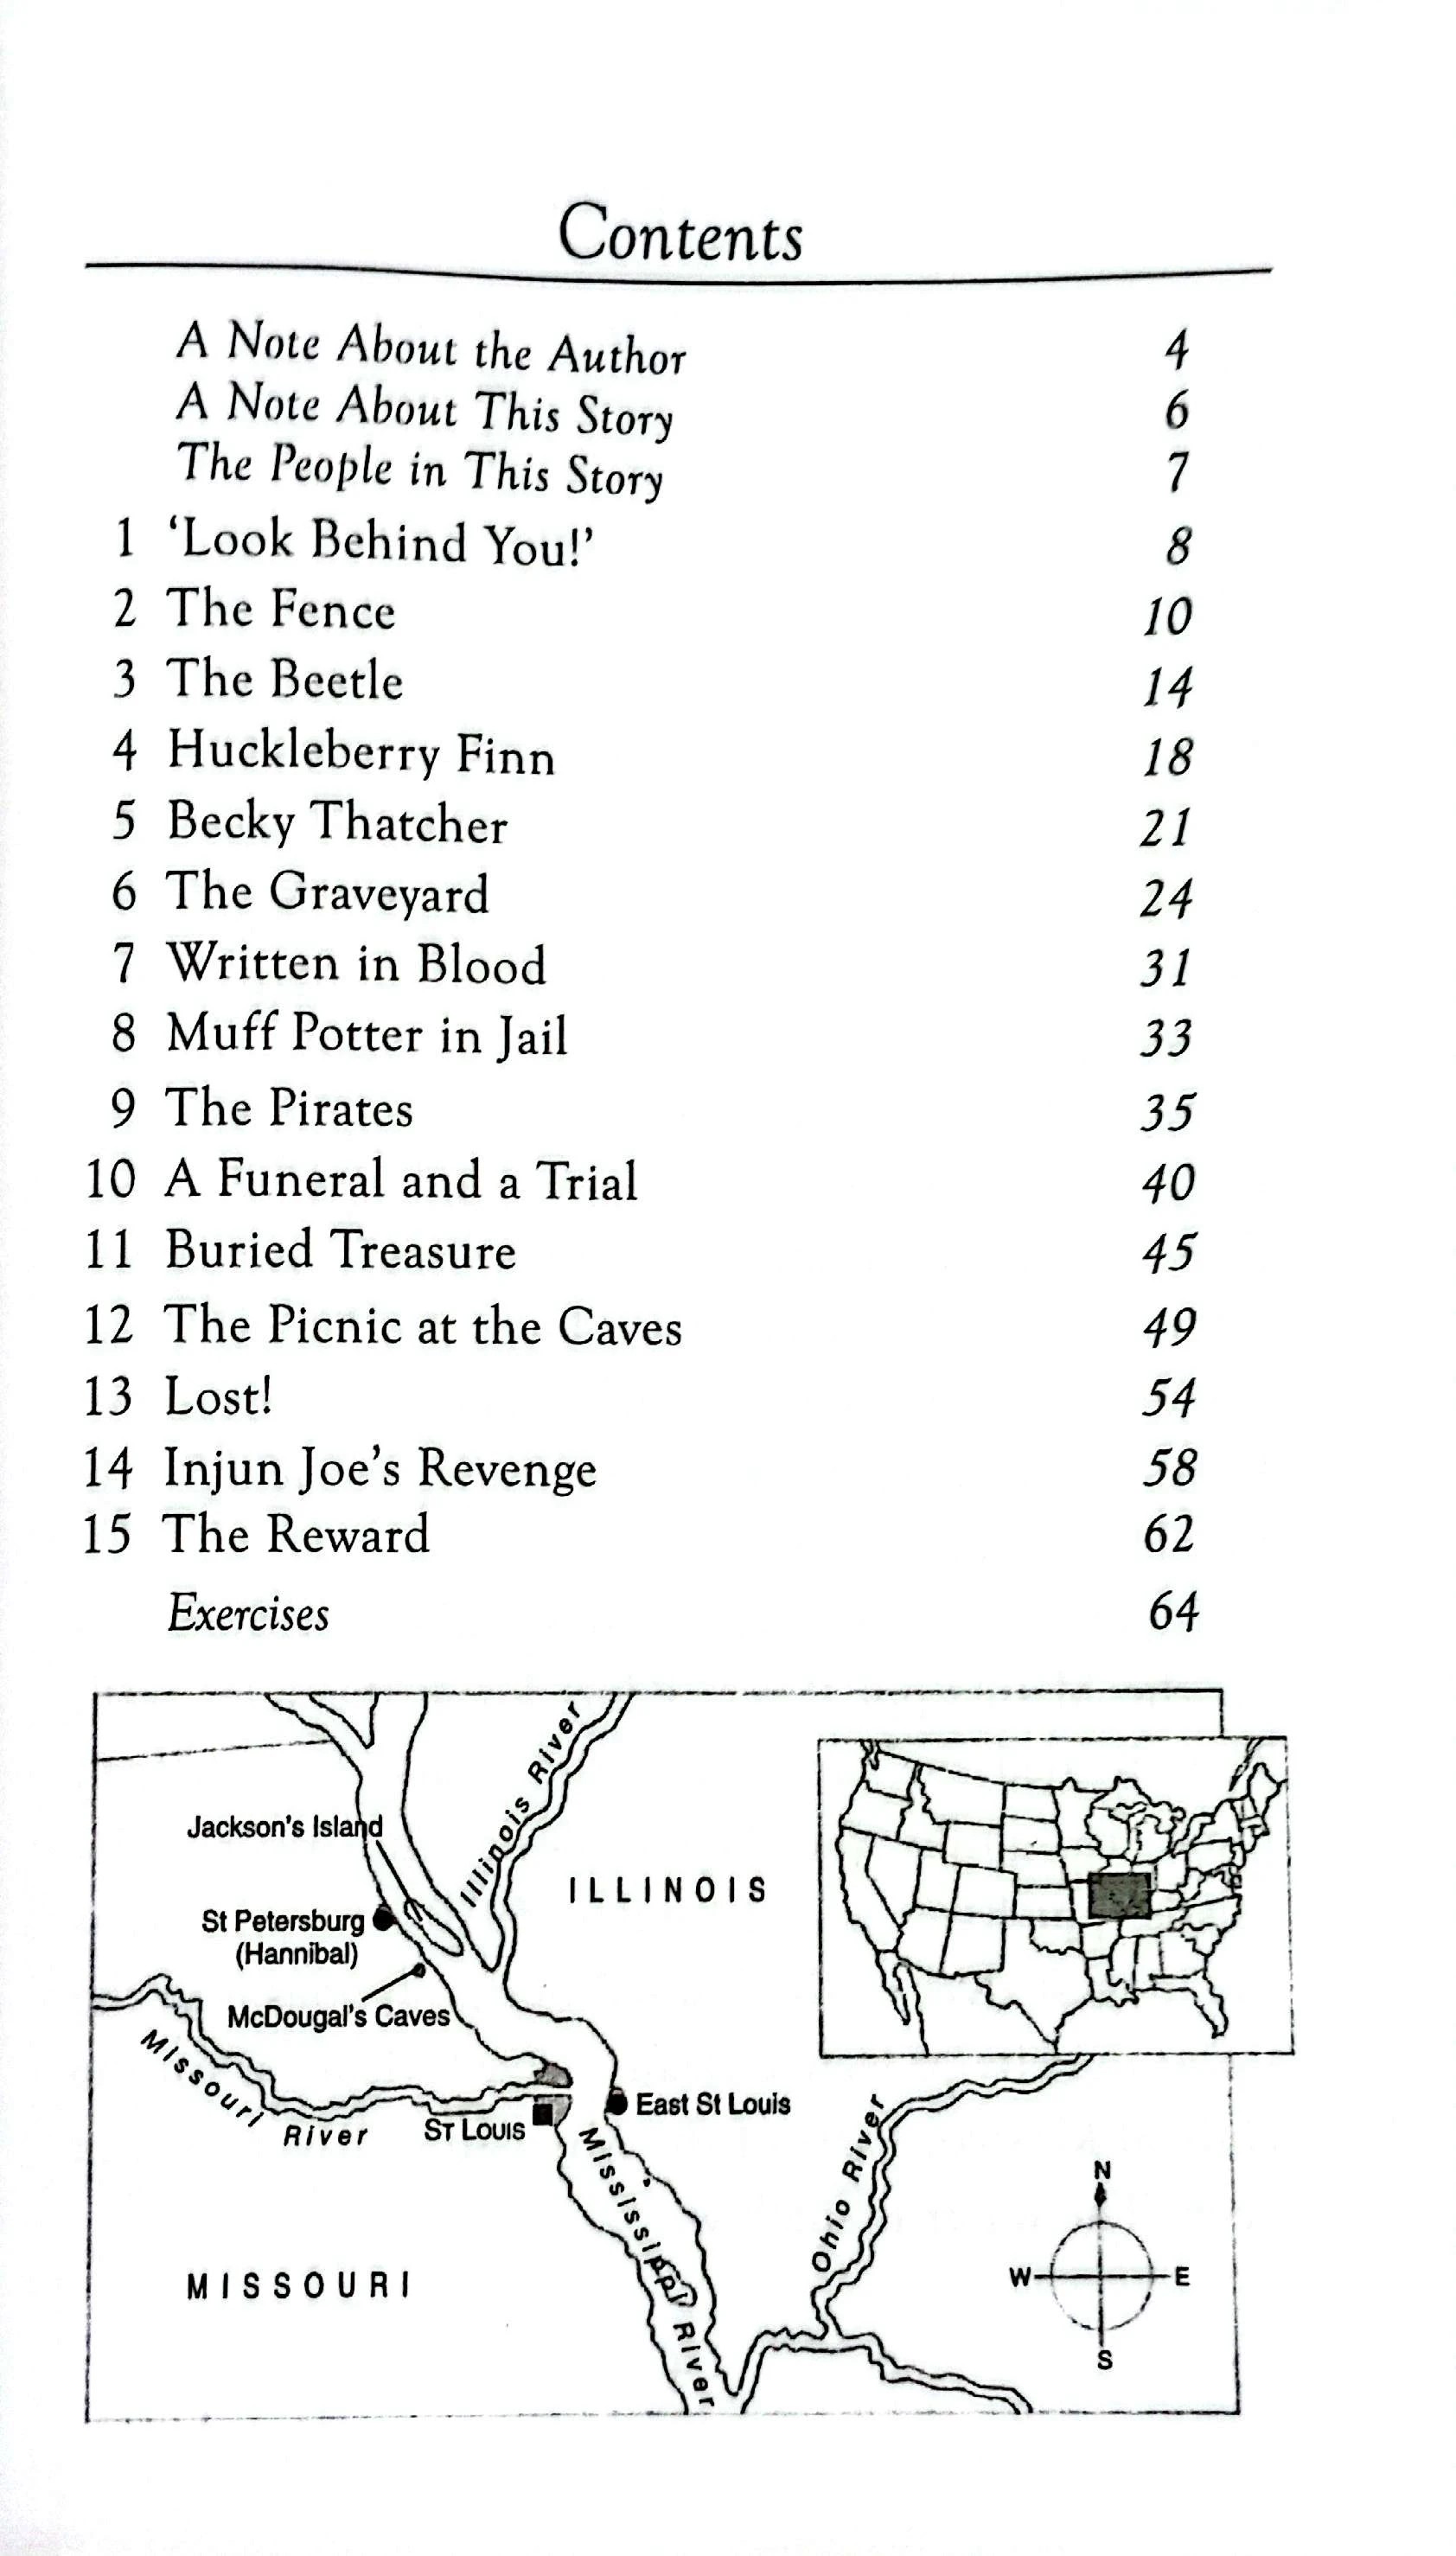 Contents
A Note About the Author 4
A Note About This Story 6
The People in This Story 7
1 ‘Look Behind You!’ 8
2 The Fence 10
3 The Beetle 14
4 Huckleberry Finn 18
5 Becky Thatcher 21
6 The Graveyard 24
7 Written in Blood 31
8 Muff Potter in Jail 33
9 The Pirates 35
10 A Funeral and a Trial 40
11 Buried Treasure 45
12 The Picnic at the Caves 49
13 Lost! 54
14 Injun Joe’s Revenge 58
15 The Reward 62
Exercises 64
Illinois River
Jackson's Island
ILLINOIS
St Petersburg
(Hannibal)
McDougal's Caves
Missouri River
ST LOUIS
East St Louis
Mississippi River
Ohio River
MISSOURI
N
W
E
S